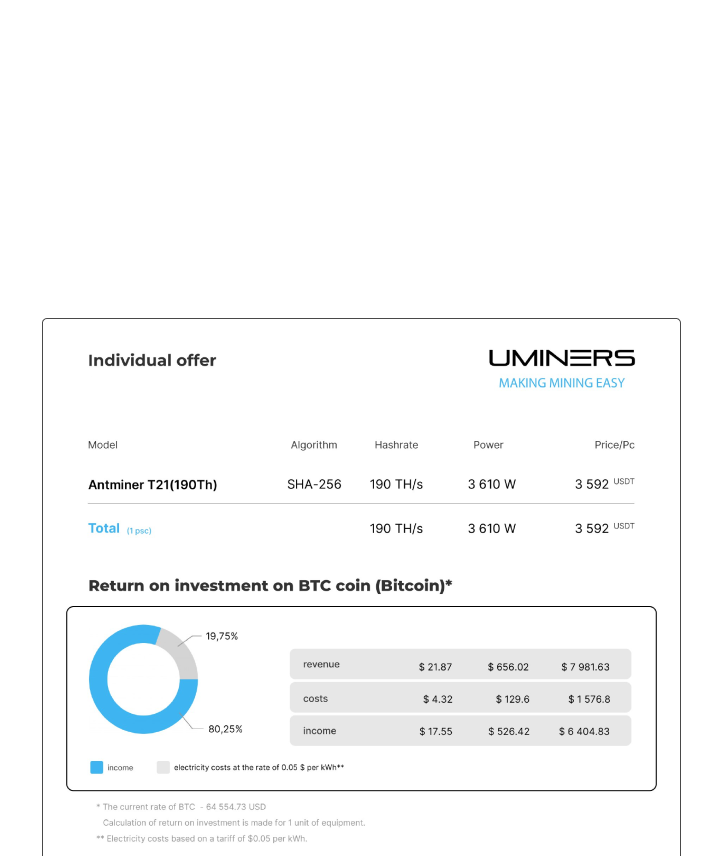 Individual offer
UMINERS
MAKING MINING EASY
Model Algorithm Hashrate Power Price/Pc
Antminer T21(190Th) SHA-256 190 TH/s 3 610 W 3 592 USDT
Total (1 psc) 190 TH/s 3 610 W 3 592 USDT
Return on investment on BTC coin (Bitcoin)*
19,75%
revenue $ 21.87 $ 656.02 $ 7 981.63
costs $ 4.32 $ 129.6 $ 1 576.8
income $ 17.55 $ 526.42 $ 6 404.83
80,25%
income electricity costs at the rate of 0.05 $ per kWh**
* The current rate of BTC - 64 554.73 USD
Calculation of return on investment is made for 1 unit of equipment.
** Electricity costs based on a tariff of $0.05 per kWh.